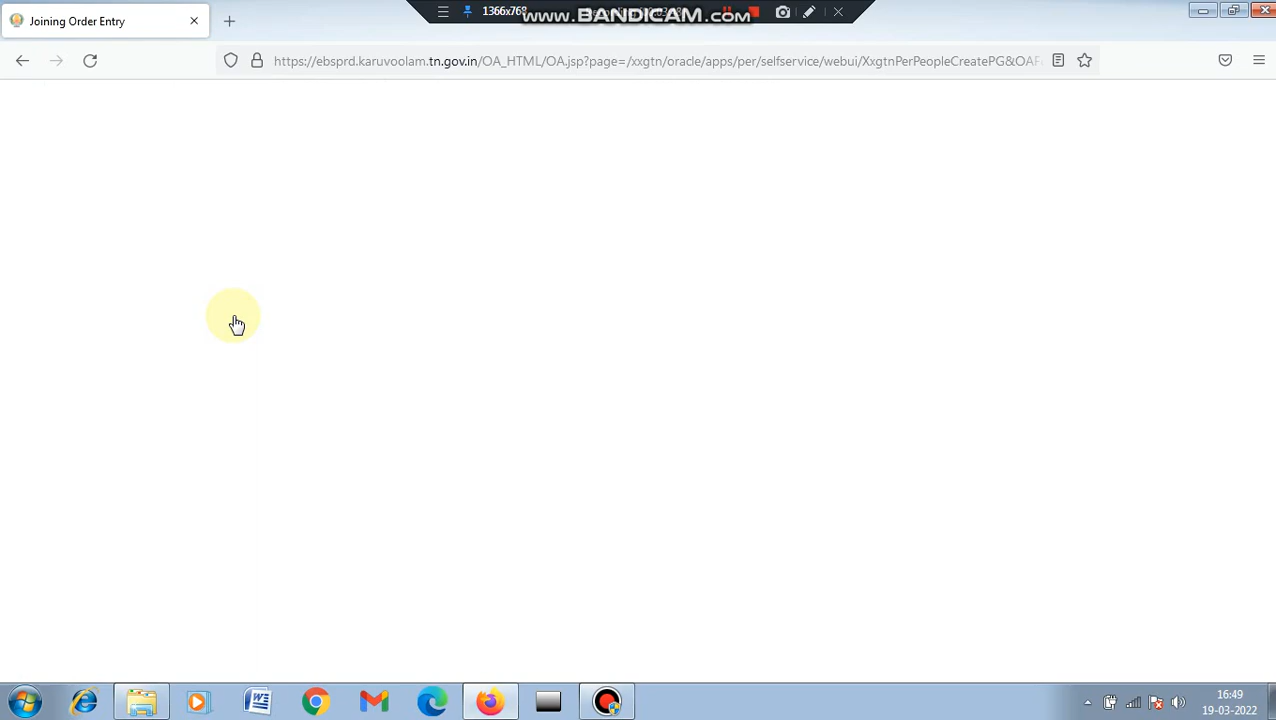 Joining Order Entry
1366x768
www.BANDICAM.com
https://ebsprd.karuvoolam.tn.gov.in/OA_HTML/OA.jsp?page=/xxgtn/oracle/apps/per/selfservice/webui/XxgtnPerPeopleCreatePG&OAF
16:49
19-03-2022